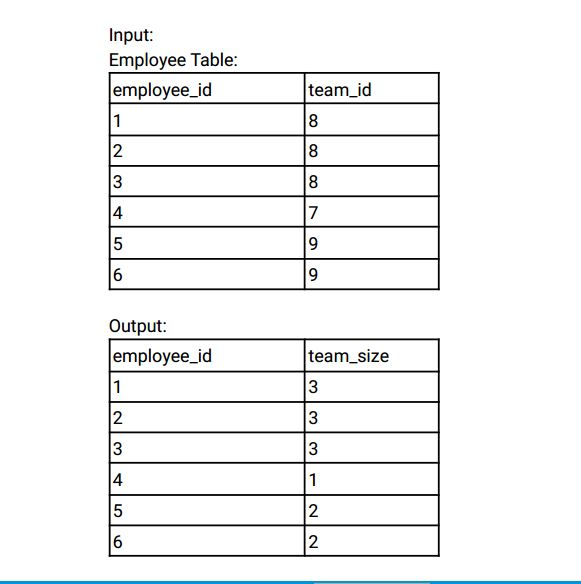 Input:
Employee Table:
employee_id team_id
1 8
2 8
3 8
4 7
5 9
6 9
Output:
employee_id team_size
1 3
2 3
3 3
4 1
5 2
6 2